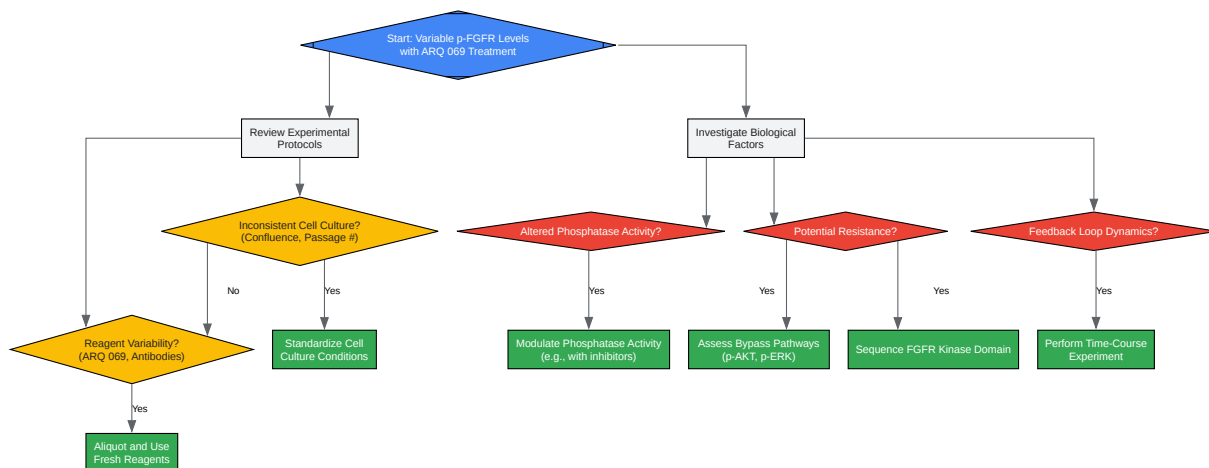 Start: Variable p-FGFR Levels
with ARQ 069 Treatment
Review Experimental
Protocols
Investigate Biological
Factors
Inconsistent Cell Culture?
(Confluence, Passage #)
Altered Phosphatase Activity?
Potential Resistance?
Feedback Loop Dynamics?
No
Yes
Yes
Yes
Yes
Yes
Reagent Variability?
(ARQ 069, Antibodies)
Standardize Cell
Culture Conditions
Modulate Phosphatase Activity
(e.g., with inhibitors)
Assess Bypass Pathways
(p-AKT, p-ERK)
Sequence FGFR Kinase Domain
Perform Time-Course
Experiment
Yes
Aliquot and Use
Fresh Reagents